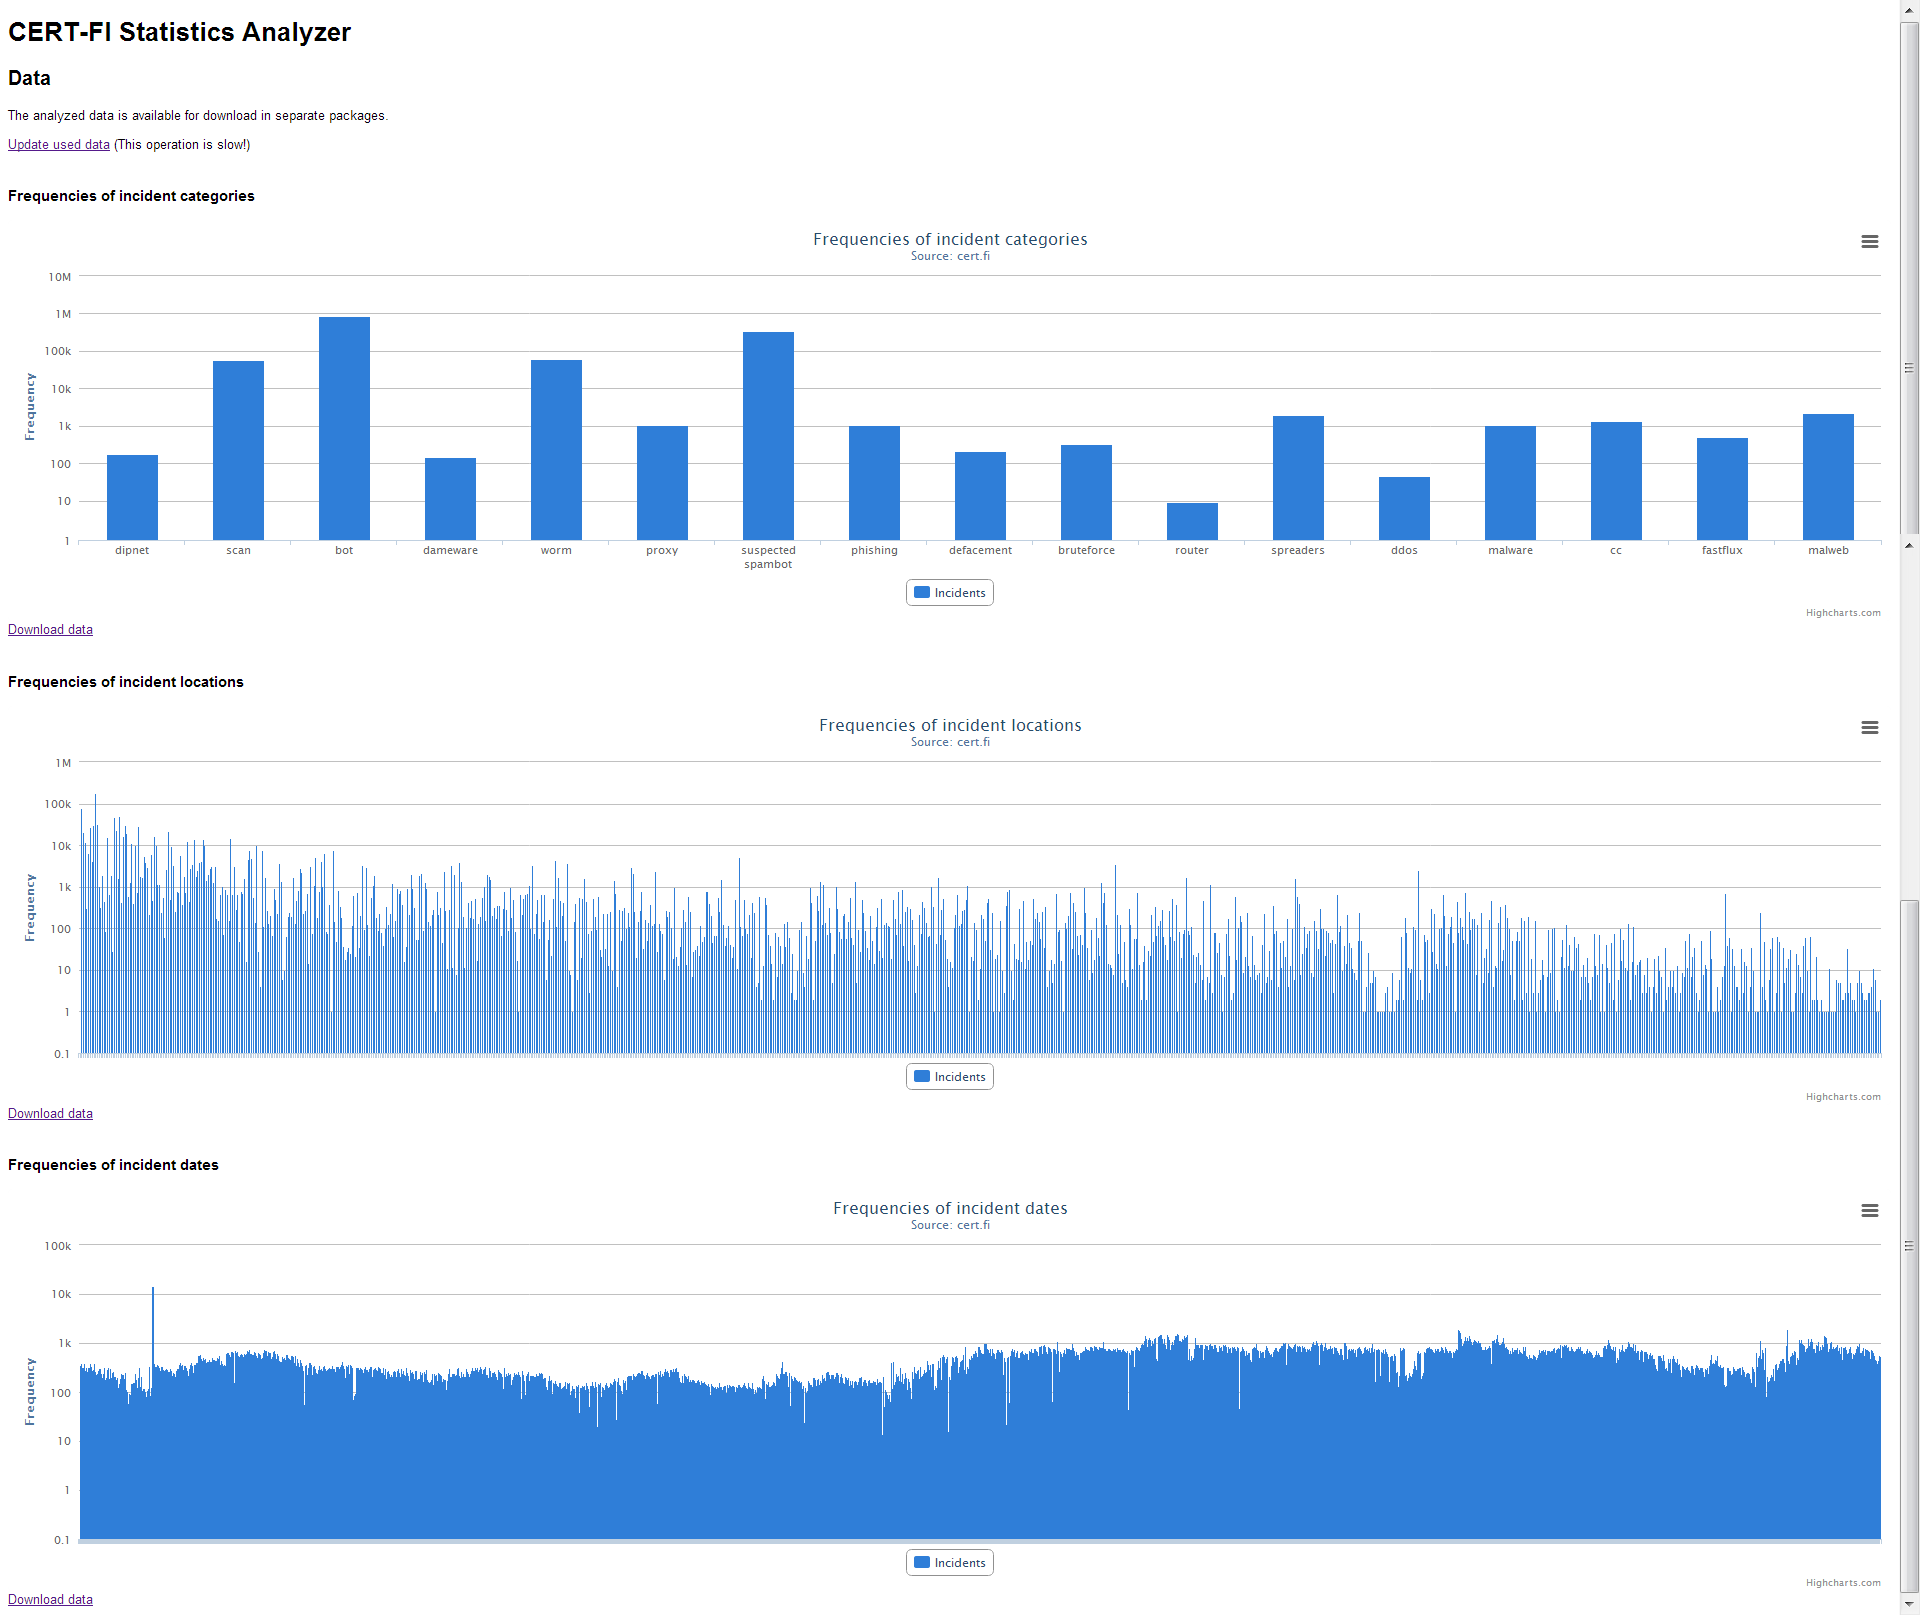 CERT-FI Statistics Analyzer
Data
The analyzed data is available for download in separate packages.
Update used data (This operation is slow!)
Frequencies of incident categories
Frequencies of incident categories
Source: cert.fi
10M
1M
100k
10k
1k
100
10
1
Frequency
dipnet scan bot dameware worm proxy suspected spambot phishing defacement bruteforce router spreaders ddos malware cc fastflux malweb
Incidents
Highcharts.com
Download data
Frequencies of incident locations
Frequencies of incident locations
Source: cert.fi
1M
100k
10k
1k
100
10
1
0.1
Frequency
Incidents
Highcharts.com
Download data
Frequencies of incident dates
Frequencies of incident dates
Source: cert.fi
100k
10k
1k
100
10
1
0.1
Frequency
Incidents
Highcharts.com
Download data